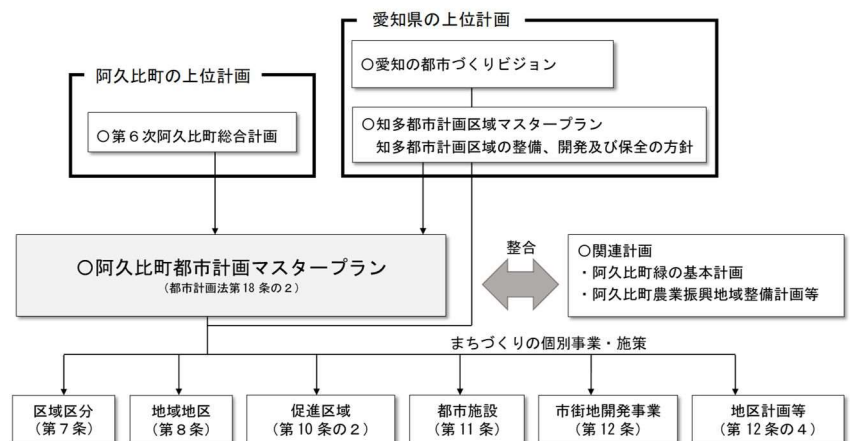 愛知県の上位計画
〇愛知の都市づくりビジョン
〇知多都市計画区域マスタープラン
知多都市計画区域の整備、開発及び保全の方針
阿久比町の上位計画
〇第６次阿久比町総合計画
〇阿久比町都市計画マスタープラン
（都市計画法第18条の２）
整合
〇関連計画
・阿久比町緑の基本計画
・阿久比町農業振興地域整備計画等
まちづくりの個別事業・施策
区域区分
（第７条）
地域地区
（第８条）
促進区域
（第10条の２）
都市施設
（第11条）
市街地開発事業
（第12条）
地区計画等
（第12条の４）